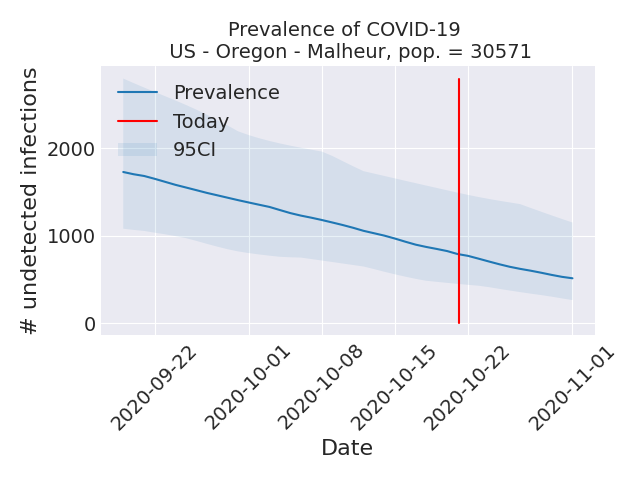 Prevalence of COVID-19
US - Oregon - Malheur, pop. = 30571
Prevalence
Today
95CI
# undetected infections
2000
1000
0
2020-09-22
2020-10-01
2020-10-08
2020-10-15
2020-10-22
2020-11-01
Date